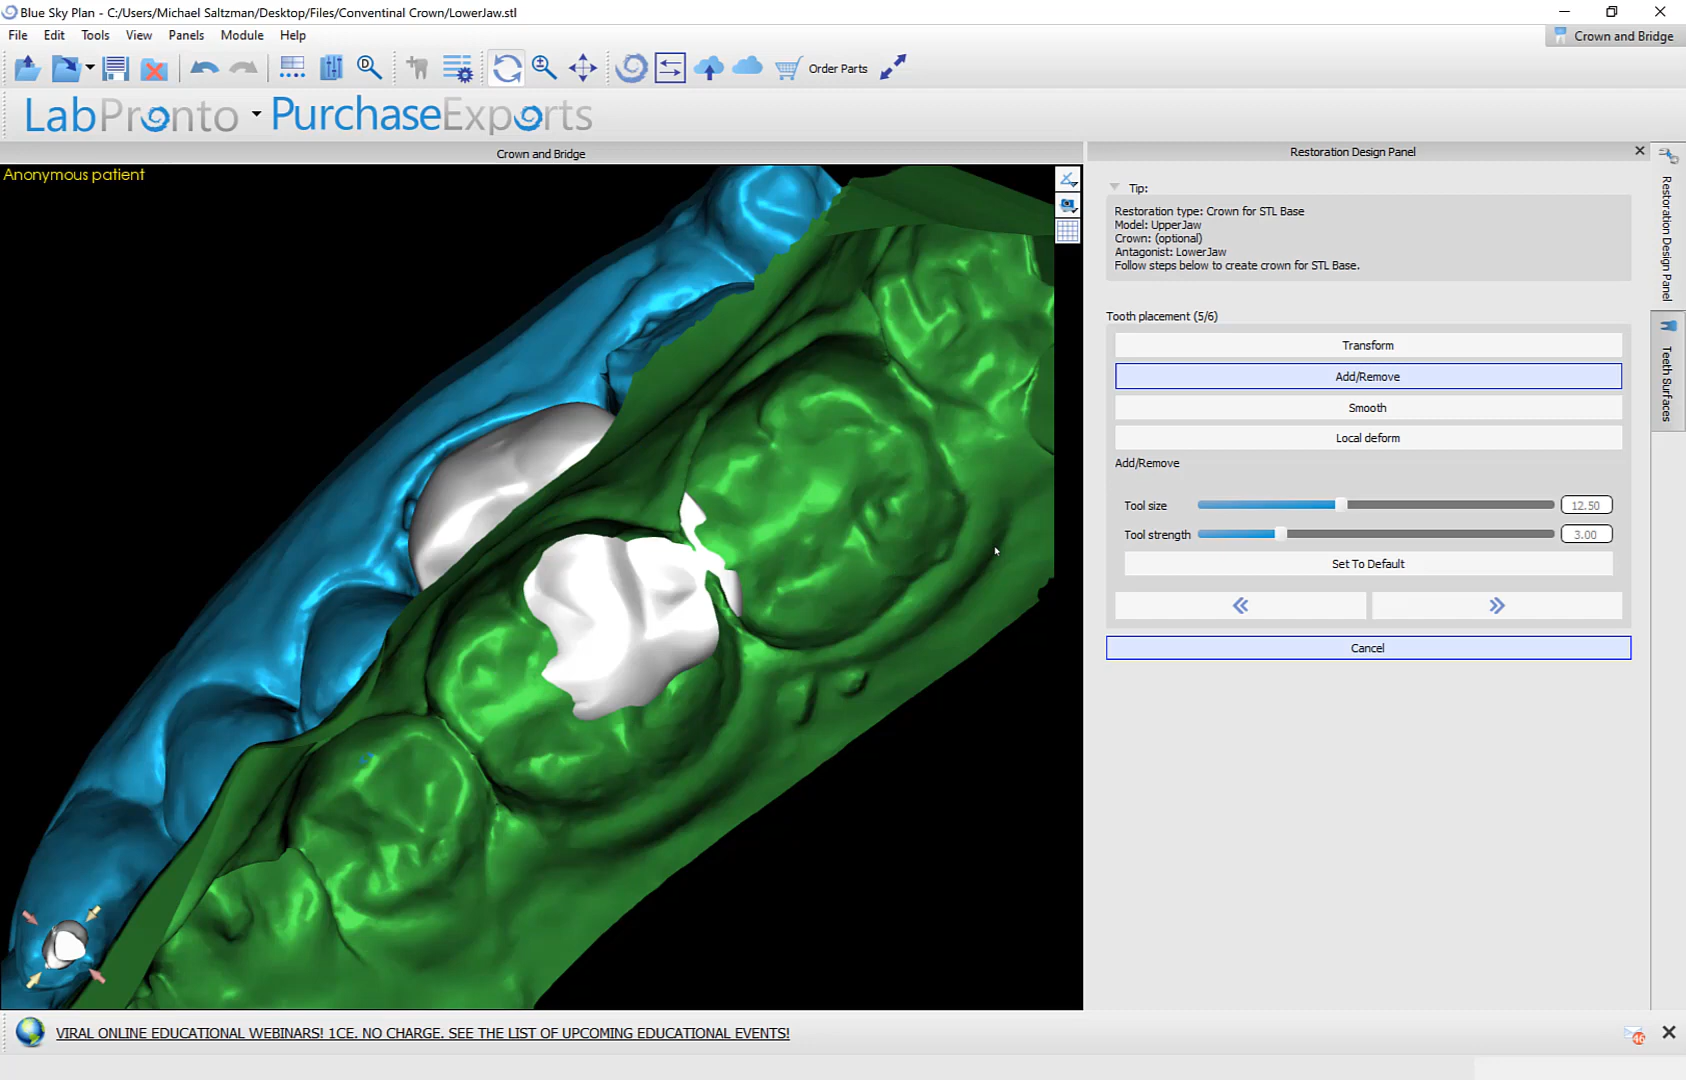 Blue Sky Plan - C:/Users/Michael Saltzman/Desktop/Files/Conventinal Crown/LowerJaw.stl
File Edit Tools View Panels Module Help
Crown and Bridge
Order Parts
LabPronto PurchaseExports
Crown and Bridge
Restoration Design Panel
Anonymous patient
Tip:
Restoration type: Crown for STL Base
Model: UpperJaw
Crown: (optional)
Antagonist: LowerJaw
Follow steps below to create crown for STL Base.
Restoration Design Panel
Teeth Surfaces
Tooth placement (5/6)
Transform
Add/Remove
Smooth
Local deform
Add/Remove
Tool size 12.50
Tool strength 3.00
Set To Default
Cancel
VIRAL ONLINE EDUCATIONAL WEBINARS! 1CE. NO CHARGE. SEE THE LIST OF UPCOMING EDUCATIONAL EVENTS!
46